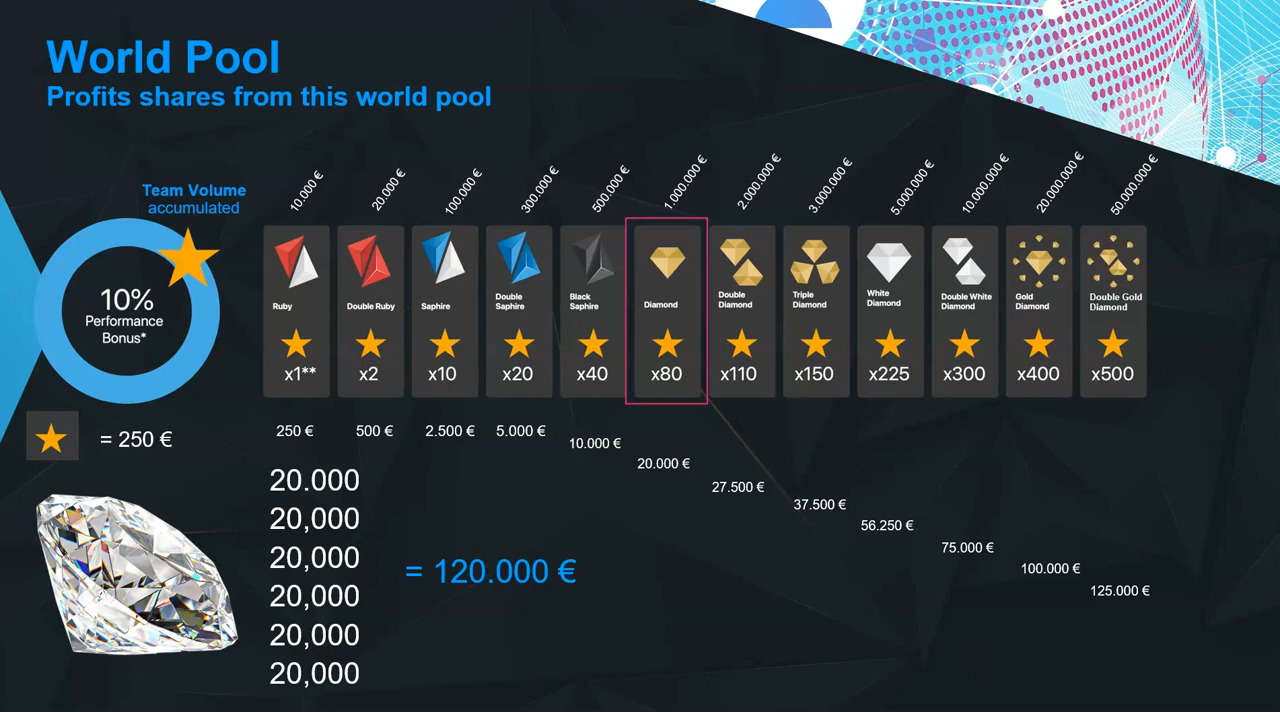 World Pool
Profits shares from this world pool
Team Volume
accumulated
10.000 €
20.000 €
100.000 €
300.000 €
500.000 €
1,000.000 €
2,000.000 €
3,000.000 €
5.000.000 €
10.000.000 €
20.000.000 €
50.000.000 €
10%
Performance
Bonus*
Ruby
Double Ruby
Saphire
Double
Saphire
Black
Saphire
Diamond
Double
Diamond
Triple
Diamond
White
Diamond
Double White
Diamond
Gold
Diamond
Double Gold
Diamond
x1**
x2
x10
x20
x40
x80
x110
x150
x225
x300
x400
x500
= 250 €
250 €
500 €
2.500 €
5.000 €
10.000 €
20.000 €
27.500 €
37.500 €
56.250 €
75.000 €
100.000 €
125.000 €
20.000
20,000
20,000
20,000
20,000
20,000
= 120.000 €